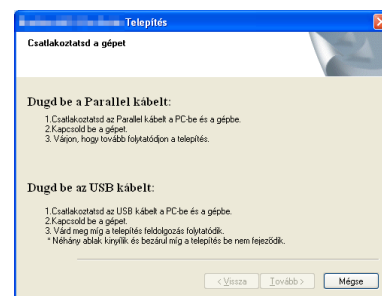 Telepítés
Csatlakoztatsd a gépet
Dugd be a Parallel kábelt:
1.Csatlakoztatsd az Parallel kábelt a PC-be és a gépbe.
2.Kapcsold be a gépet.
3. Várjon, hogy tovább folytatódjon a telepítés.
Dugd be az USB kábelt:
1.Csatlakoztatsd az USB kábelt a PC-be és a gépbe.
2.Kapcsold be a gépet.
3. Várd meg míg a telepítés feldolgozás folytatódik.
* Néhány ablak kinyílik és bezárul míg a telepítés be nem fejeződik.
< Vissza Tovább > Mégse